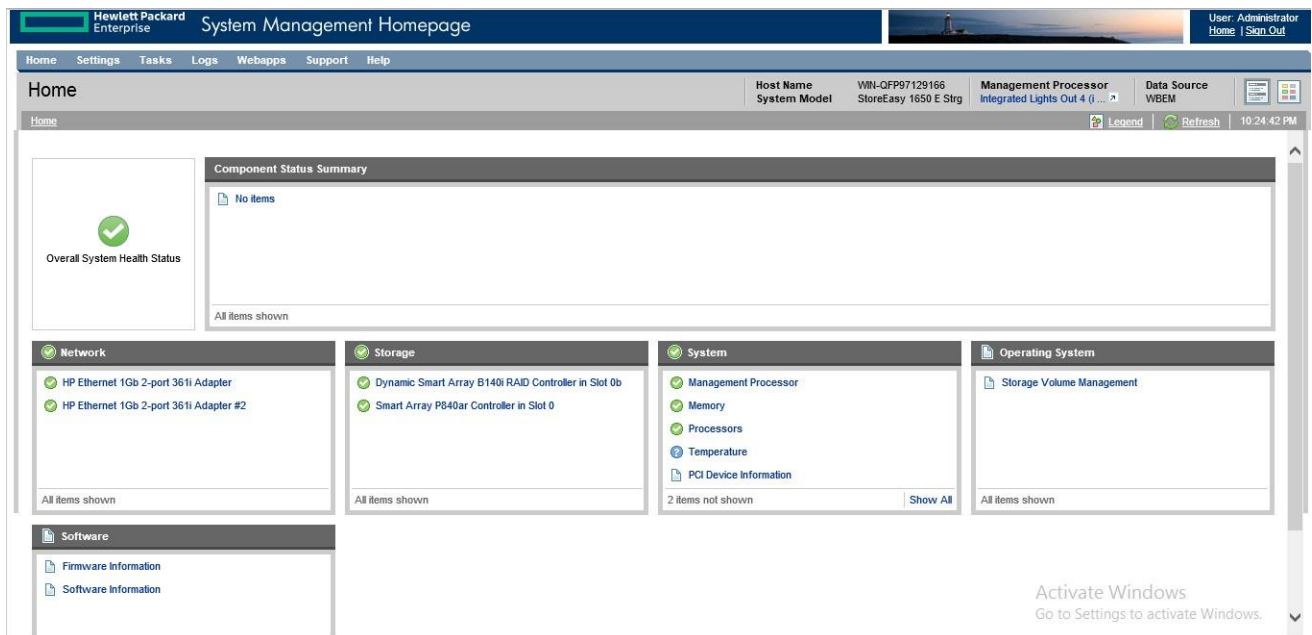 Hewlett Packard
Enterprise
System Management Homepage
User: Administrator
Home | Sign Out
Home Settings Tasks Logs Webapps Support Help
Home
Host Name WIN-QFP97129166
System Model StoreEasy 1650 E Strg
Management Processor
Integrated Lights Out 4 (i ...
Data Source
WBEM
Home
Legend | Refresh | 10:24:42 PM
Overall System Health Status
Component Status Summary
No items
All items shown
Network
HP Ethernet 1Gb 2-port 361i Adapter
HP Ethernet 1Gb 2-port 361i Adapter #2
All items shown
Storage
Dynamic Smart Array B140i RAID Controller in Slot 0b
Smart Array P840ar Controller in Slot 0
All items shown
System
Management Processor
Memory
Processors
Temperature
PCI Device Information
2 items not shown Show All
Operating System
Storage Volume Management
All items shown
Software
Firmware Information
Software Information
Activate Windows
Go to Settings to activate Windows.